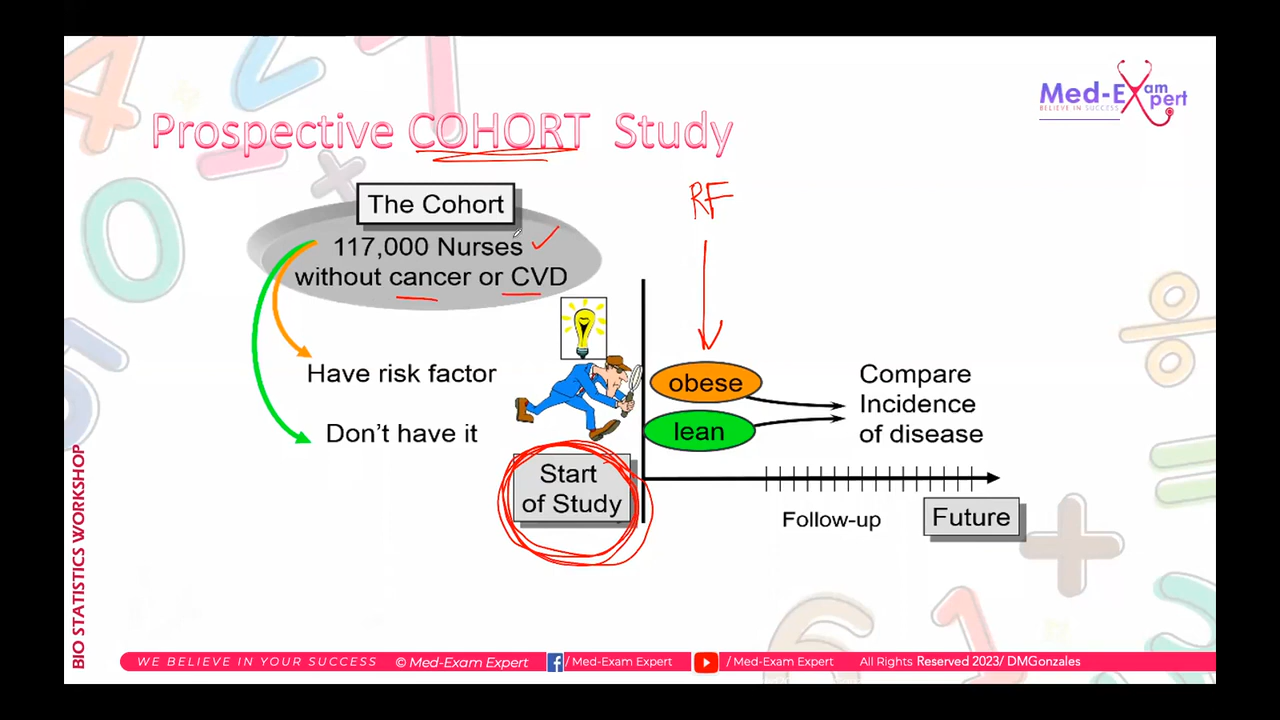 Med-Exam
Expert
BELIEVE IN SUCCESS
Prospective COHORT Study
The Cohort
117,000 Nurses
without cancer or CVD
RF
Have risk factor
Don't have it
obese
lean
Compare
Incidence
of disease
Start
of Study
Follow-up
Future
BIO STATISTICS WORKSHOP
WE BELIEVE IN YOUR SUCCESS © Med-Exam Expert f / Med-Exam Expert / Med-Exam Expert All Rights Reserved 2023/ DMGonzales